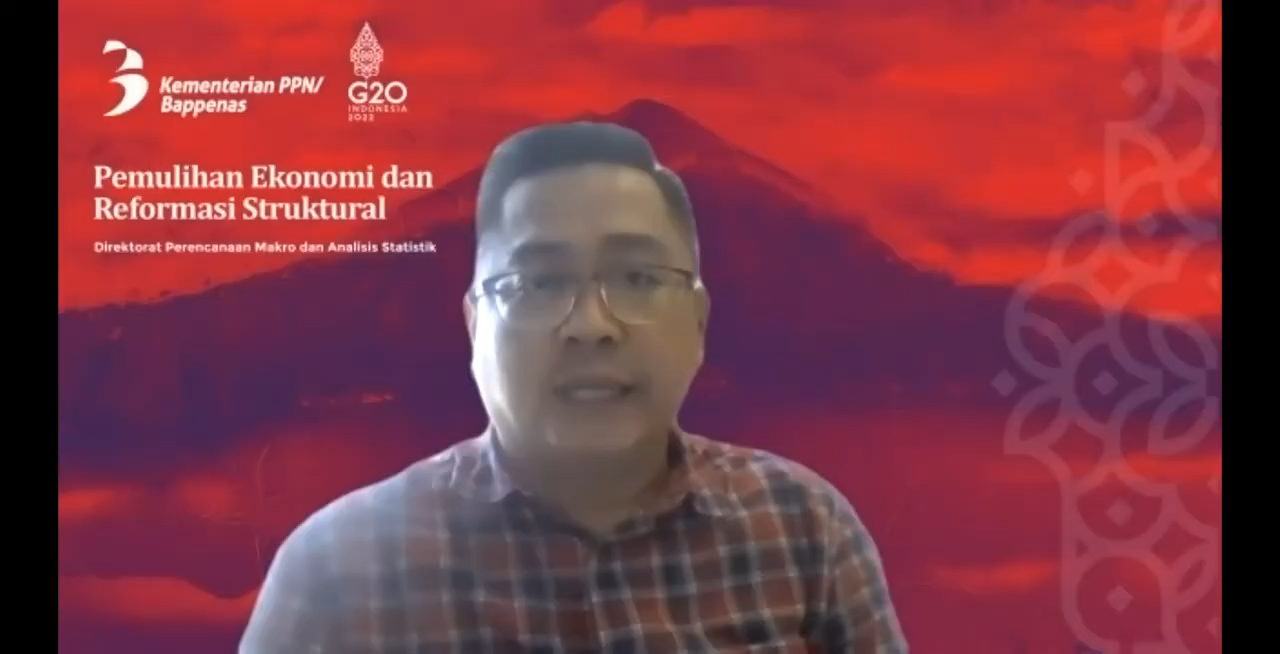 Kementerian PPN/
Bappenas
G20
INDONESIA
2022
Pemulihan Ekonomi dan
Reformasi Struktural
Direktorat Perencanaan Makro dan Analisis Statistik